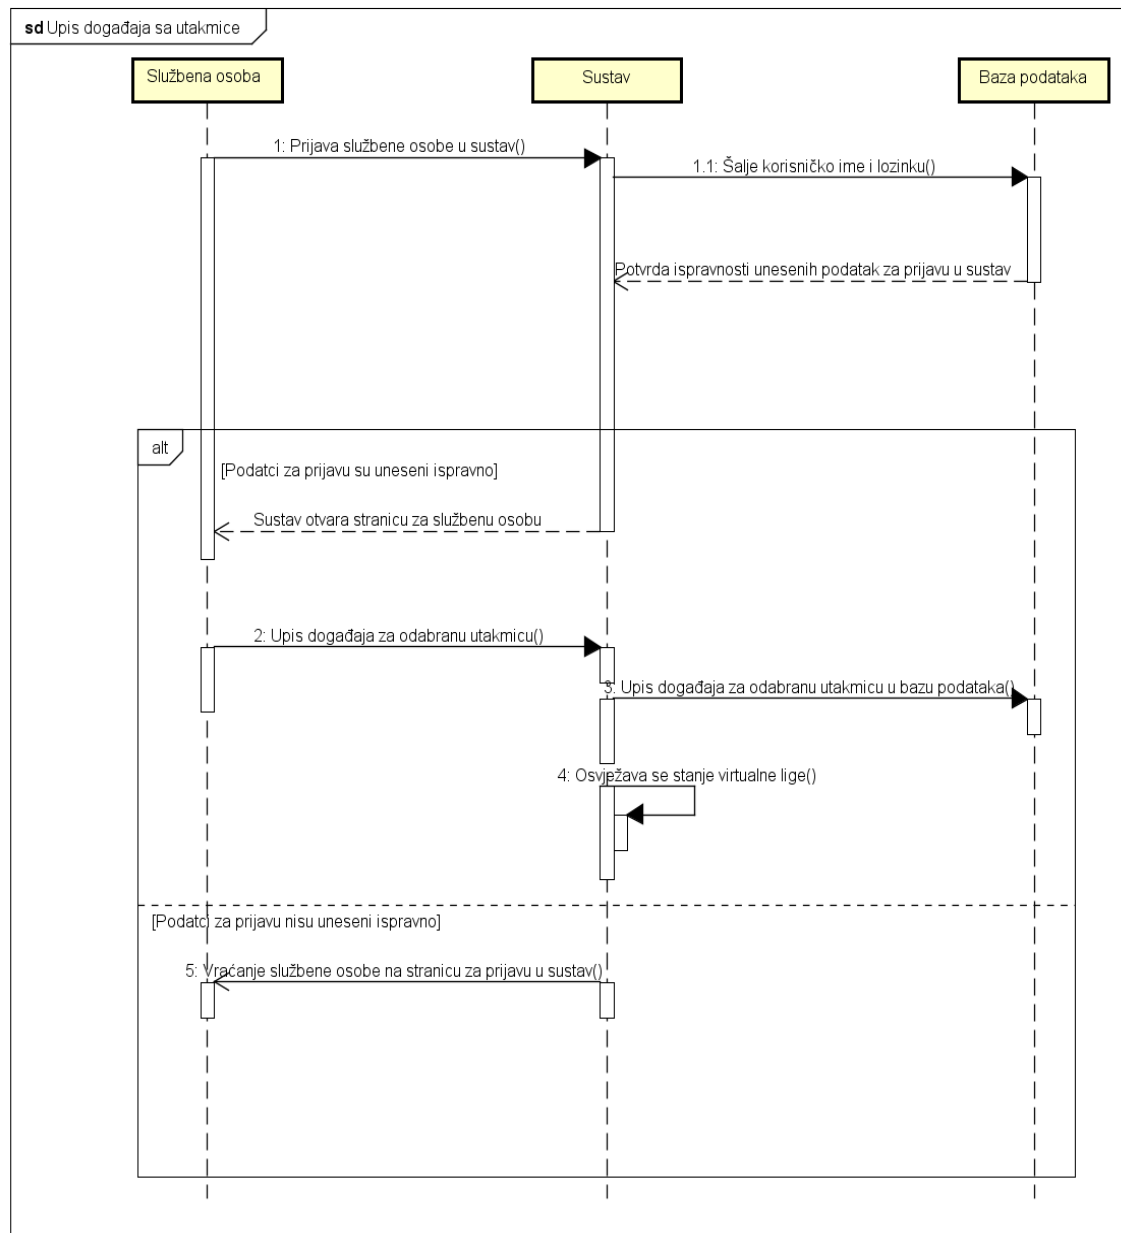 sd Upis događaja sa utakmice
Službena osoba
Sustav
Baza podataka
1: Prijava službene osobe u sustav()
1.1: Šalje korisničko ime i lozinku()
Potvrda ispravnosti unesenih podatak za prijavu u sustav
alt
[Podatci za prijavu su uneseni ispravno]
Sustav otvara stranicu za službenu osobu
2: Upis događaja za odabranu utakmicu()
3: Upis događaja za odabranu utakmicu u bazu podataka()
4: Osvježava se stanje virtualne lige()
[Podatci za prijavu nisu uneseni ispravno]
5: Vraćanje službene osobe na stranicu za prijavu u sustav()